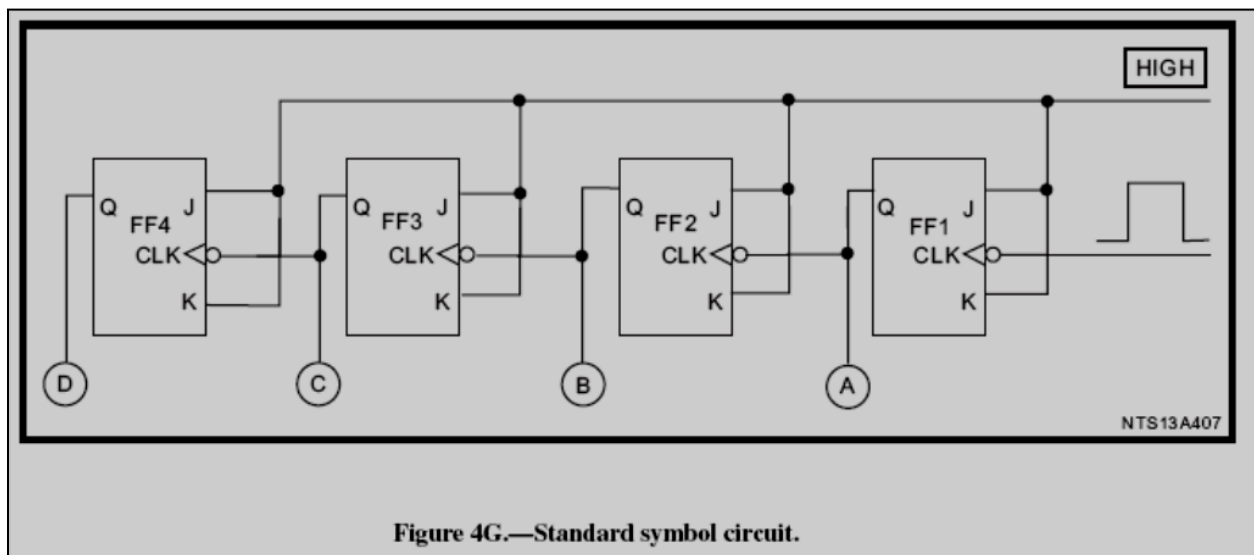 HIGH
Q J Q J Q J Q J
FF4 FF3 FF2 FF1
CLK CLK CLK CLK
K K K K
D C B A
NTS13A407
Figure 4G.—Standard symbol circuit.